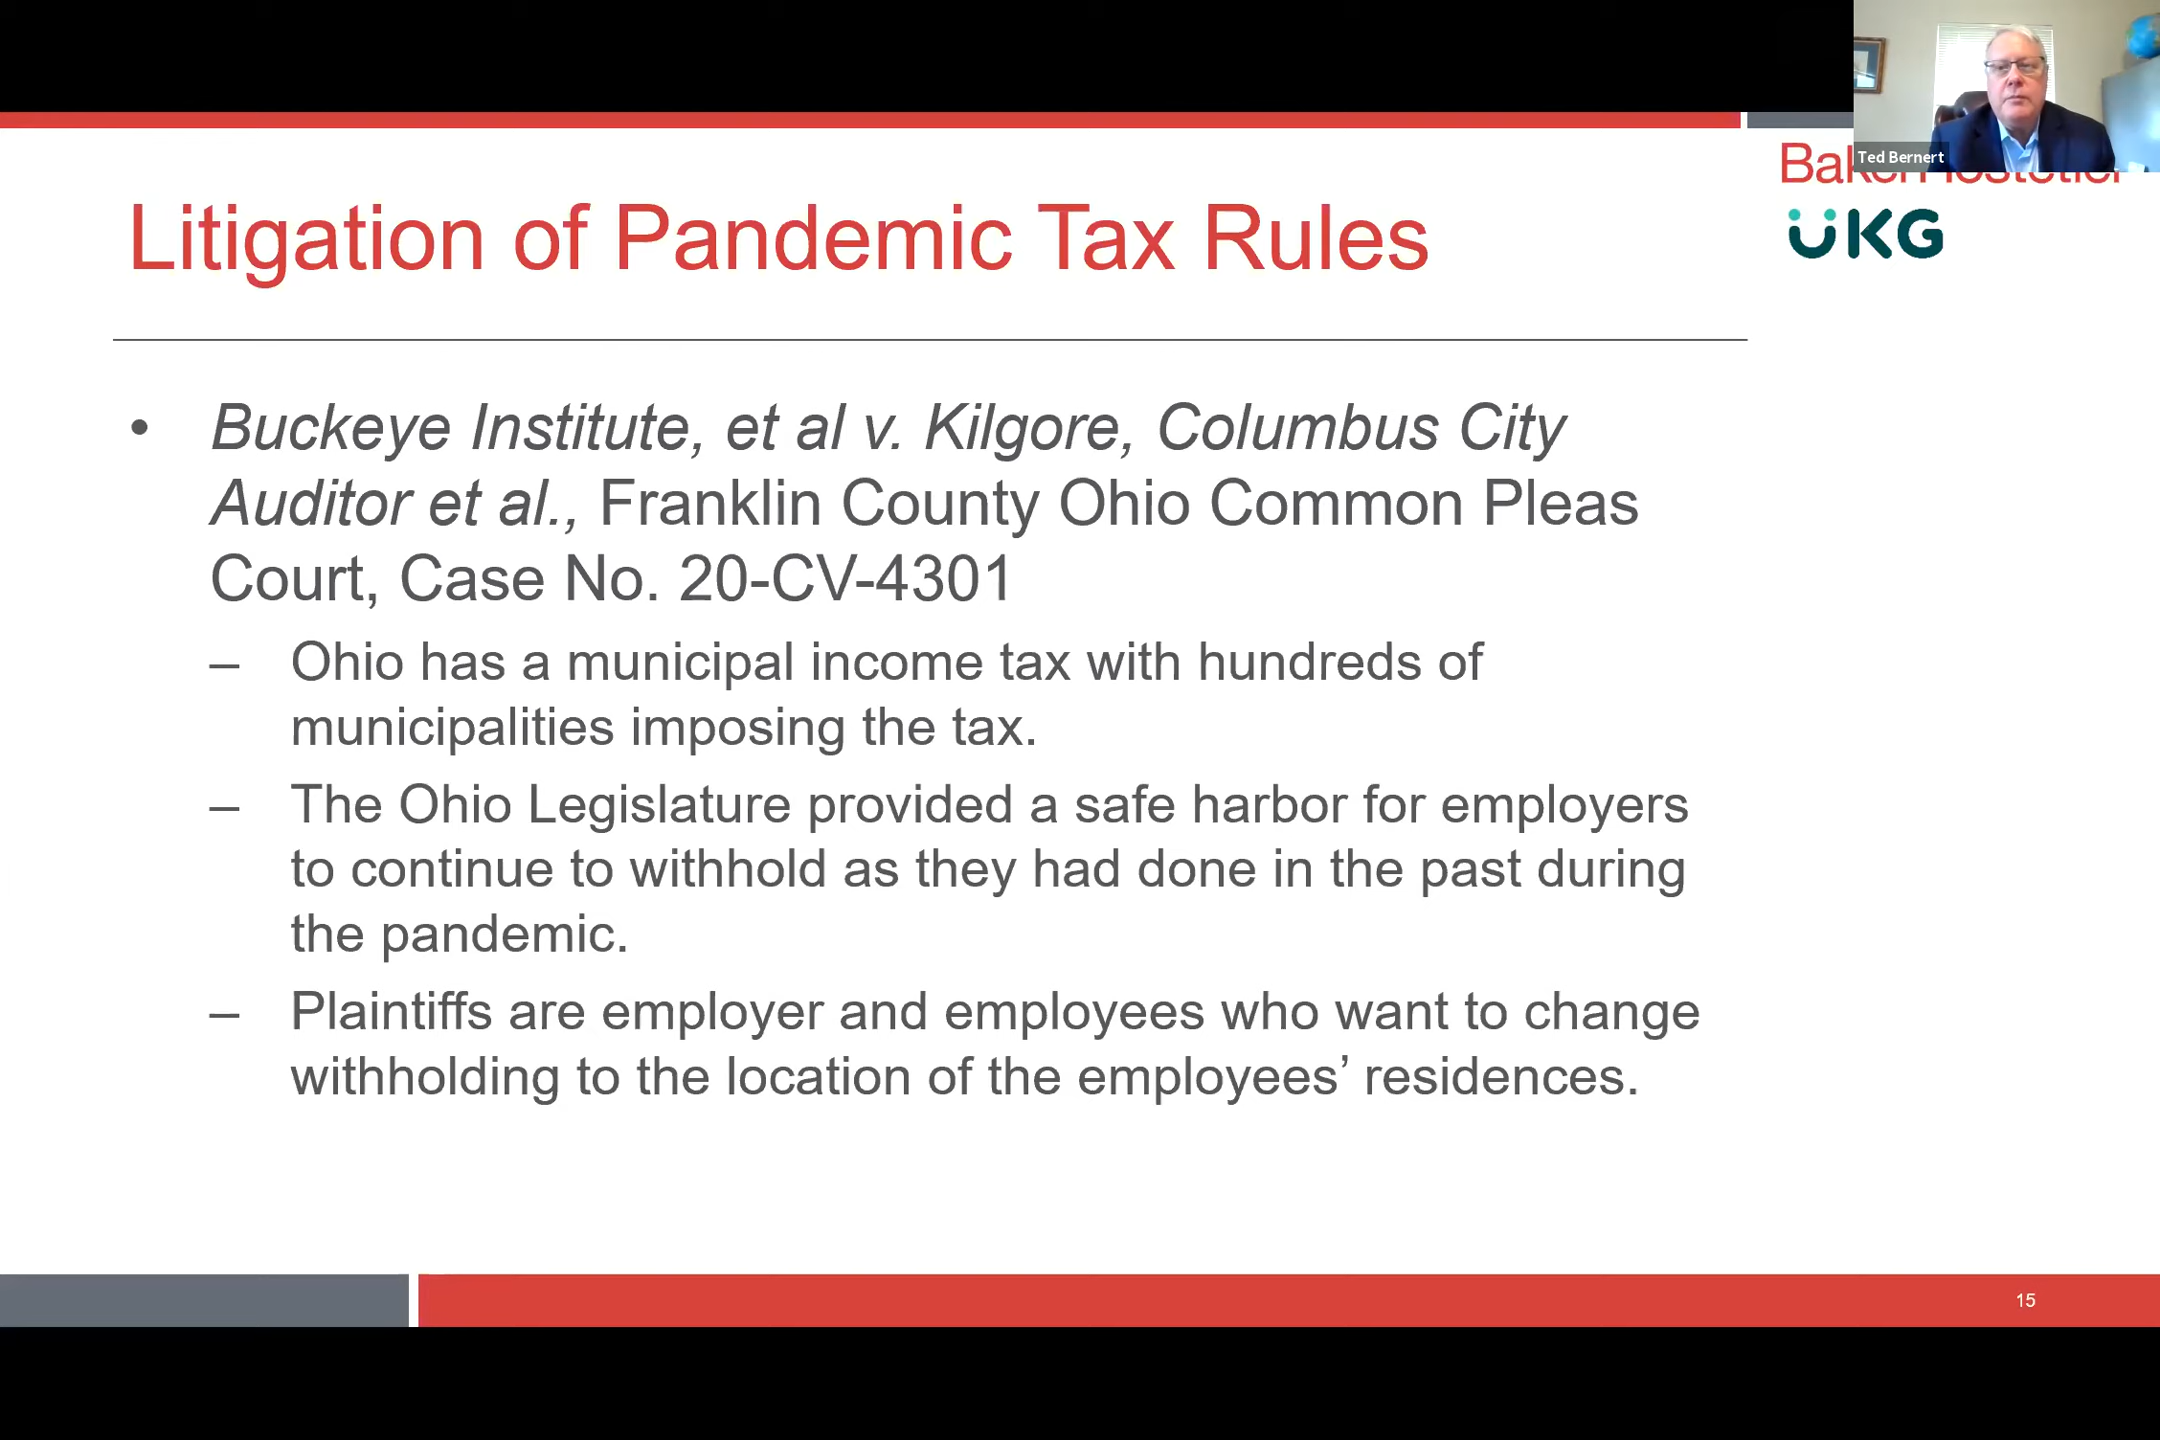 Ted Bernert
UKG
Litigation of Pandemic Tax Rules
• Buckeye Institute, et al v. Kilgore, Columbus City
Auditor et al., Franklin County Ohio Common Pleas
Court, Case No. 20-CV-4301
– Ohio has a municipal income tax with hundreds of
municipalities imposing the tax.
– The Ohio Legislature provided a safe harbor for employers
to continue to withhold as they had done in the past during
the pandemic.
– Plaintiffs are employer and employees who want to change
withholding to the location of the employees’ residences.
15